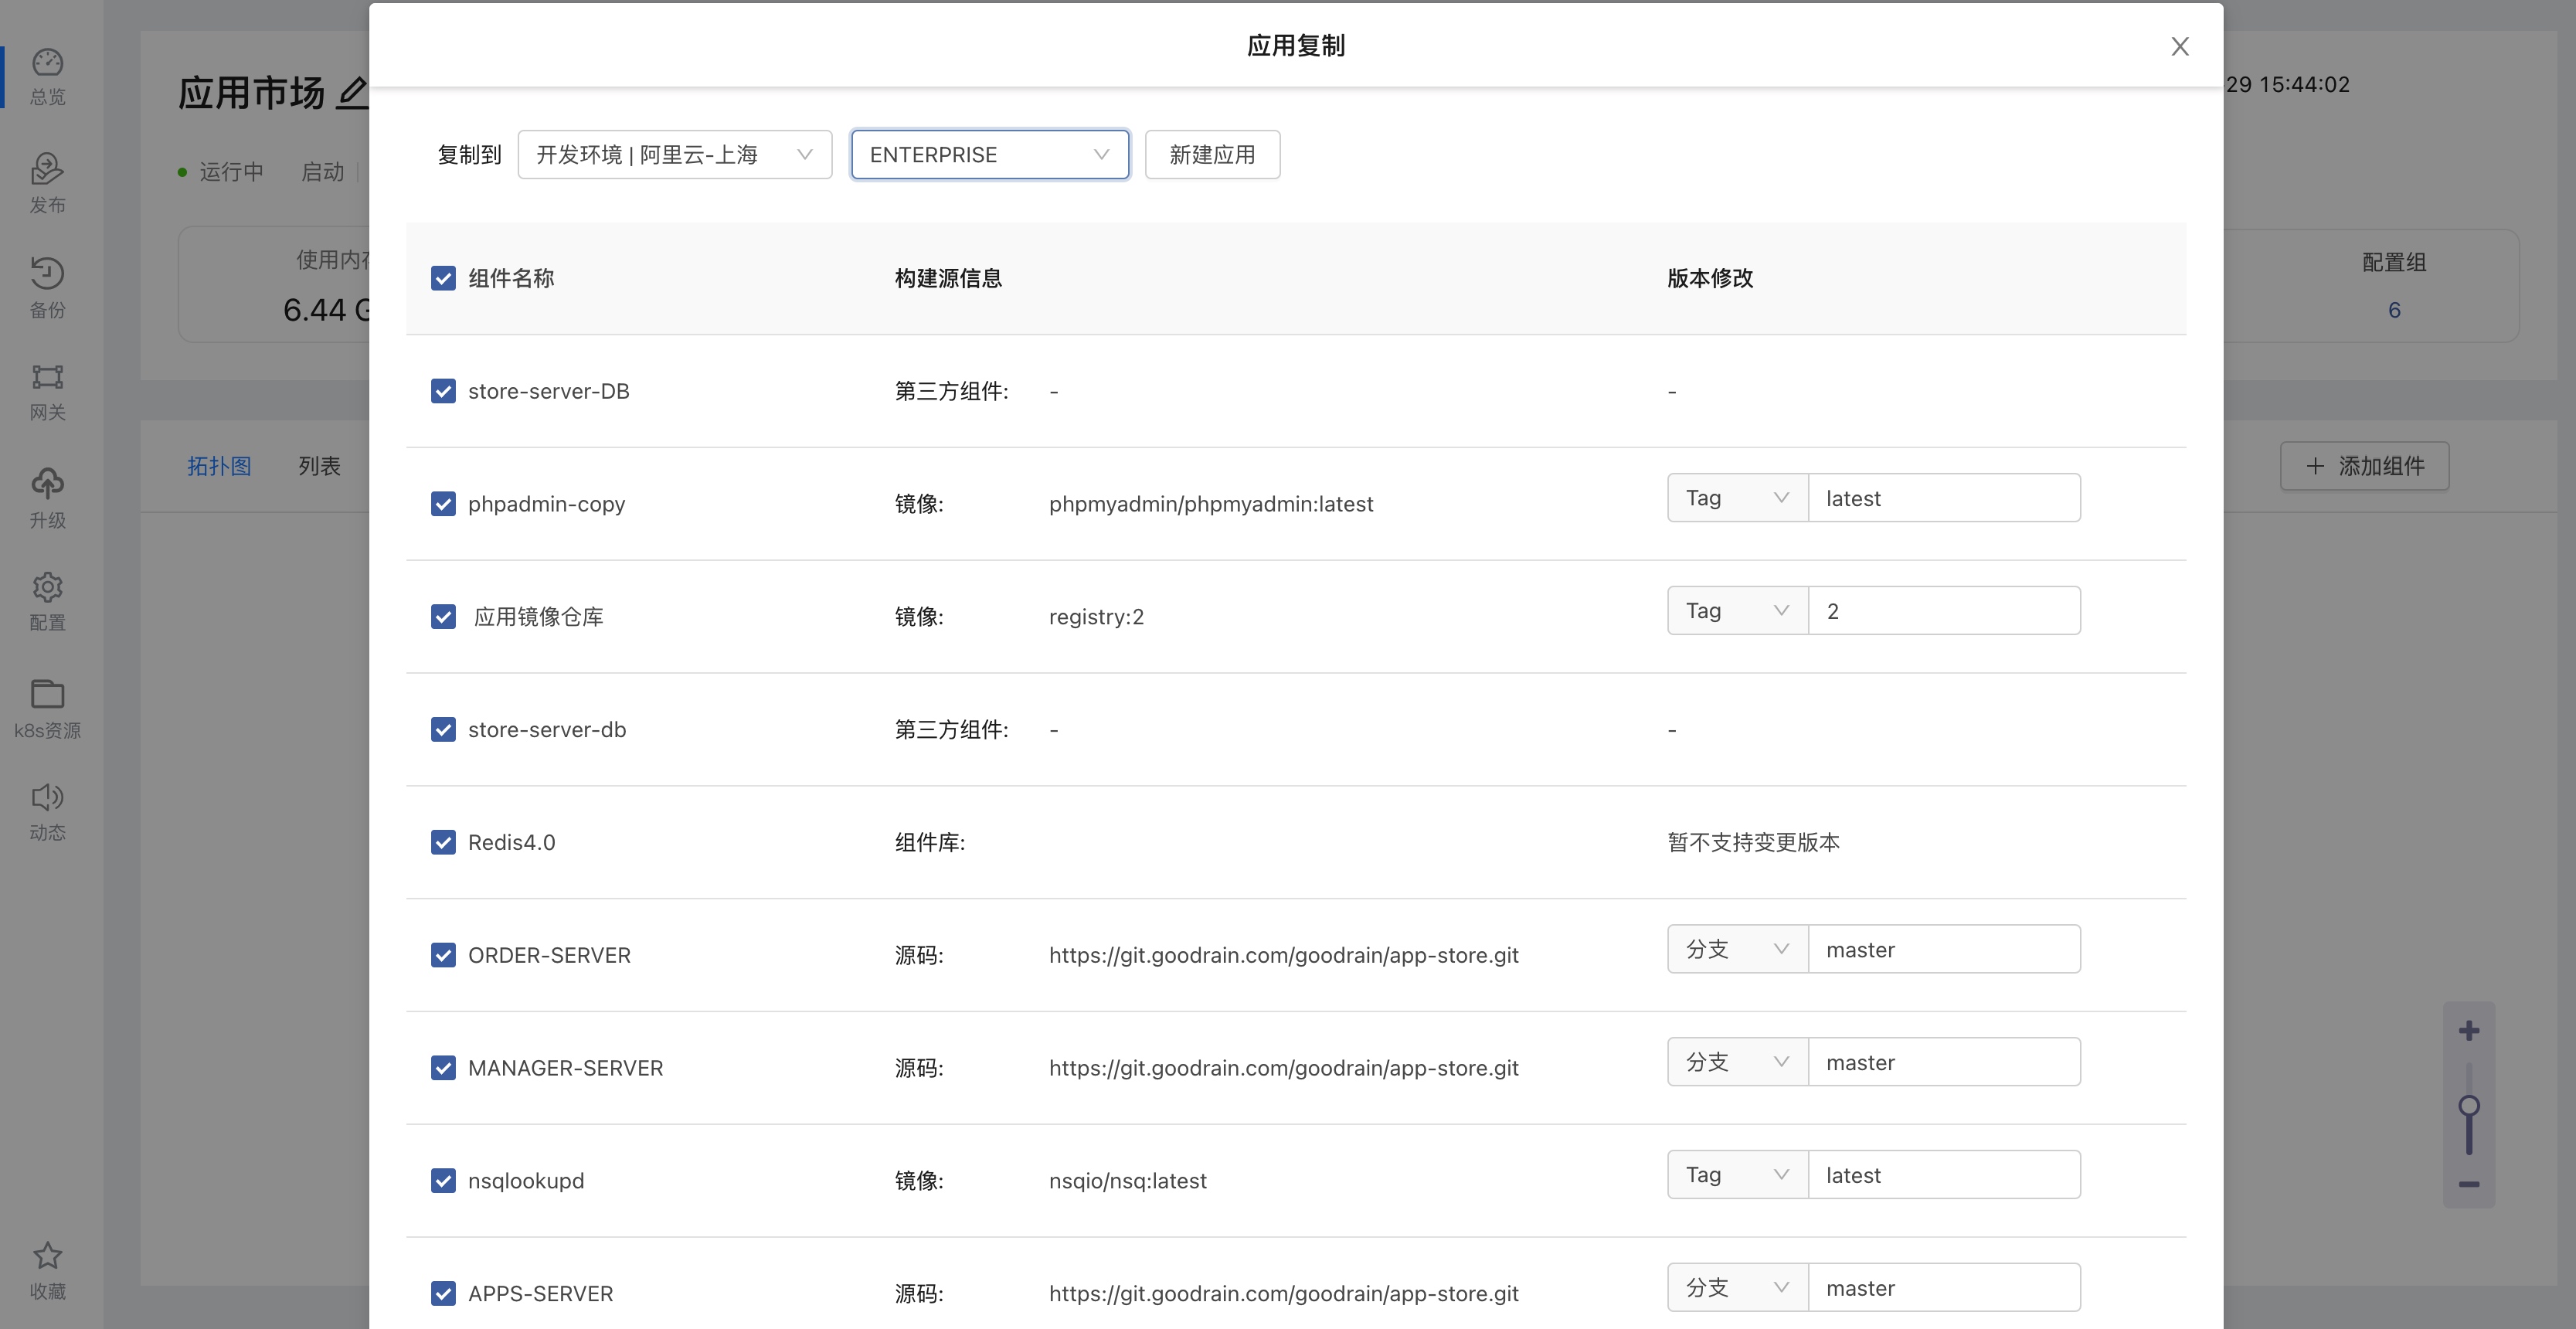 应用复制
总览
发布
备份
网关
升级
配置
k8s资源
动态
收藏
应用市场
29 15:44:02
运行中 启动
使用内存
6.44 G
配置组
6
拓扑图 列表
添加组件
复制到 开发环境 | 阿里云-上海 ENTERPRISE 新建应用
组件名称 构建源信息 版本修改
store-server-DB 第三方组件: - -
phpadmin-copy 镜像: phpmyadmin/phpmyadmin:latest Tag latest
应用镜像仓库 镜像: registry:2 Tag 2
store-server-db 第三方组件: - -
Redis4.0 组件库: 暂不支持变更版本
ORDER-SERVER 源码: https://git.goodrain.com/goodrain/app-store.git 分支 master
MANAGER-SERVER 源码: https://git.goodrain.com/goodrain/app-store.git 分支 master
nsqlookupd 镜像: nsqio/nsq:latest Tag latest
APPS-SERVER 源码: https://git.goodrain.com/goodrain/app-store.git 分支 master